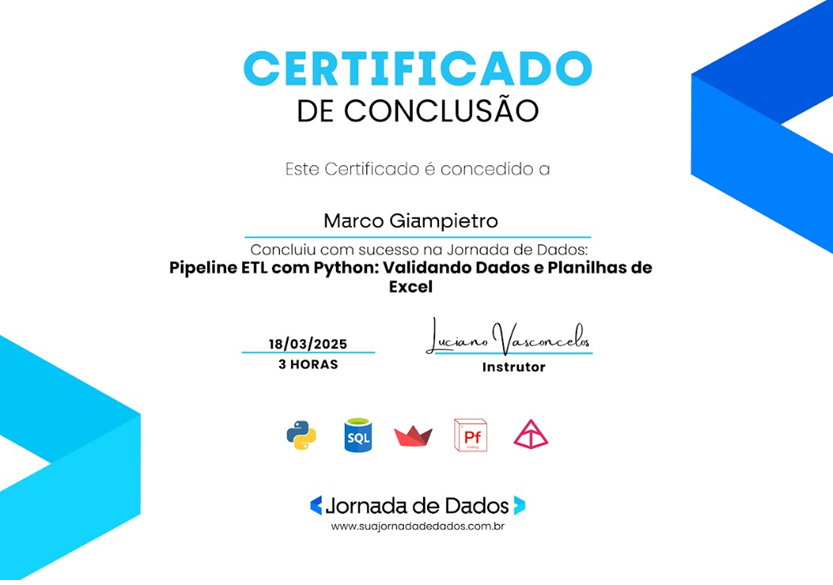 CERTIFICADO
DE CONCLUSÃO
Este Certificado é concedido a
Marco Giampietro
Concluiu com sucesso na Jornada de Dados:
Pipeline ETL com Python: Validando Dados e Planilhas de
Excel
18/03/2025
3 HORAS
Luciano Vasconcelos
Instrutor
SQL
Pf
Jornada de Dados
www.suajornadadedados.com.br